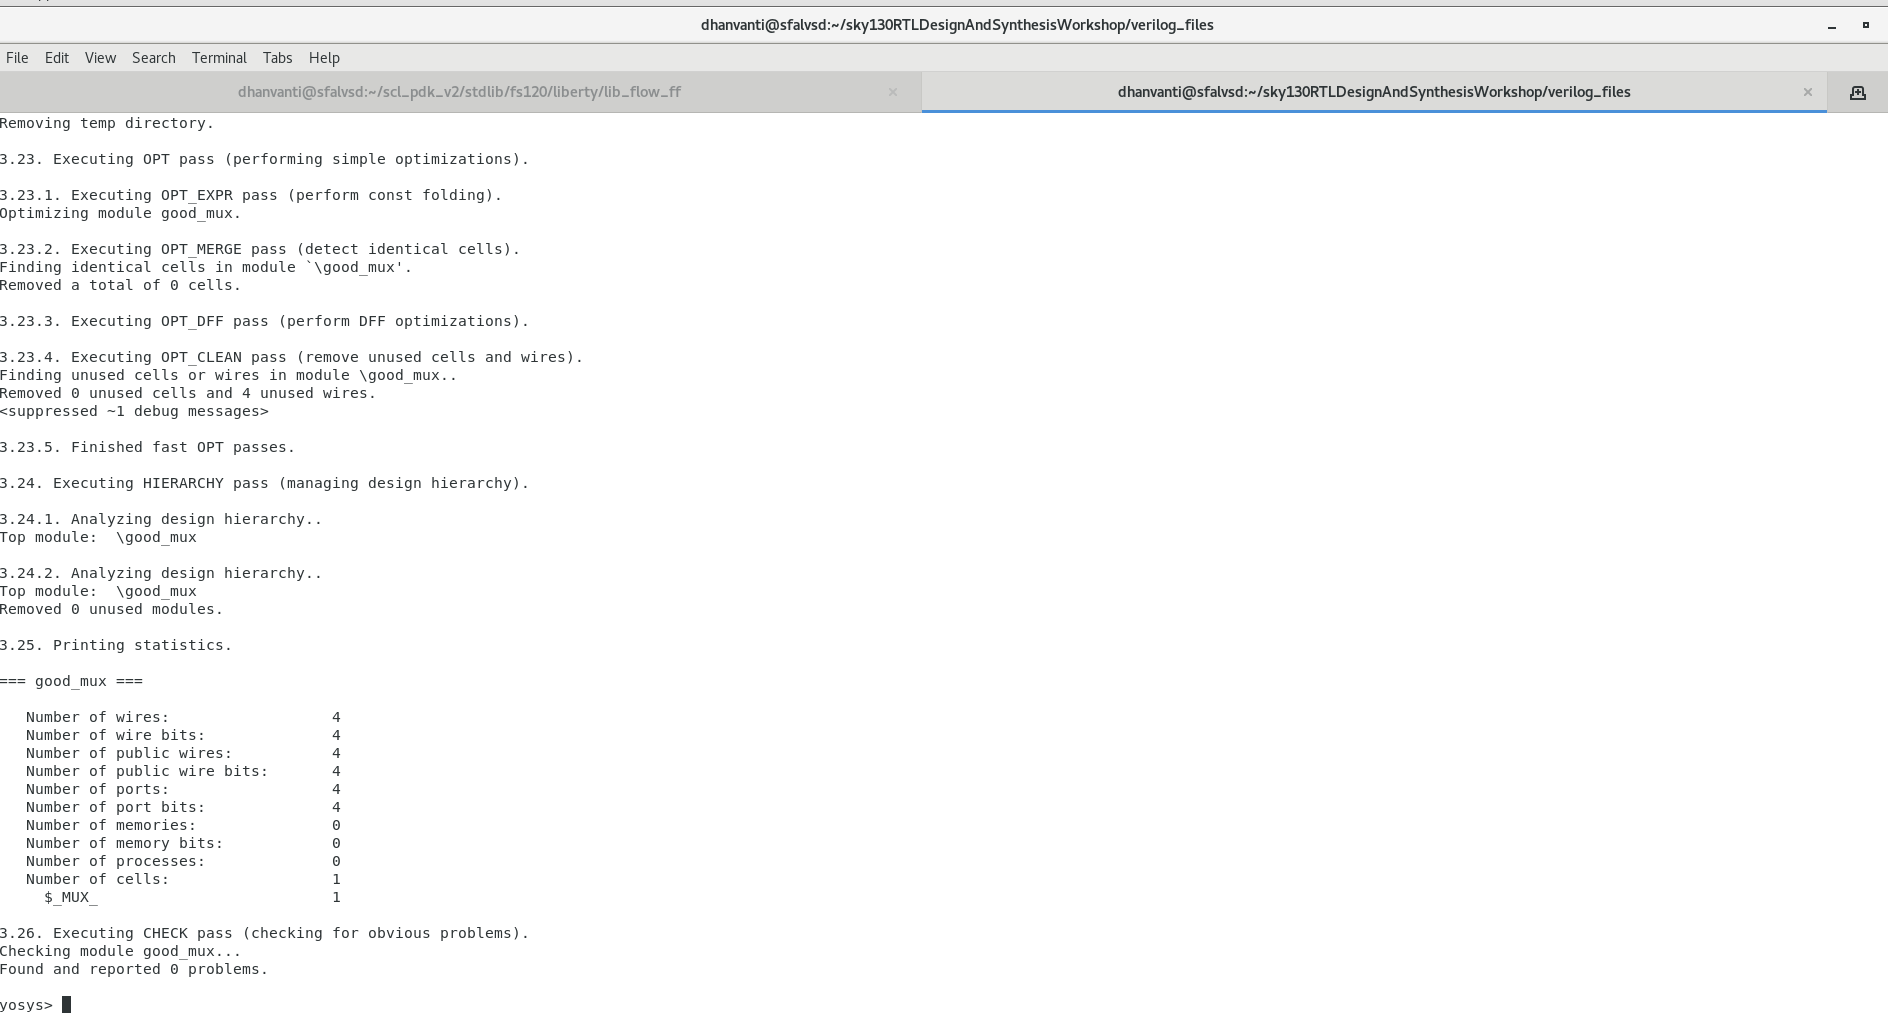 dhanvanti@sfalvsd:~/sky130RTLDesignAndSynthesisWorkshop/verilog_files
File Edit View Search Terminal Tabs Help
dhanvanti@sfalvsd:~/scl_pdk_v2/stdlib/fs120/liberty/lib_flow_ff × dhanvanti@sfalvsd:~/sky130RTLDesignAndSynthesisWorkshop/verilog_files ×
Removing temp directory.
3.23. Executing OPT pass (performing simple optimizations).
3.23.1. Executing OPT_EXPR pass (perform const folding).
Optimizing module good_mux.
3.23.2. Executing OPT_MERGE pass (detect identical cells).
Finding identical cells in module `\good_mux'.
Removed a total of 0 cells.
3.23.3. Executing OPT_DFF pass (perform DFF optimizations).
3.23.4. Executing OPT_CLEAN pass (remove unused cells and wires).
Finding unused cells or wires in module \good_mux..
Removed 0 unused cells and 4 unused wires.
<suppressed ~1 debug messages>
3.23.5. Finished fast OPT passes.
3.24. Executing HIERARCHY pass (managing design hierarchy).
3.24.1. Analyzing design hierarchy..
Top module:  \good_mux
3.24.2. Analyzing design hierarchy..
Top module:  \good_mux
Removed 0 unused modules.
3.25. Printing statistics.
=== good_mux ===
Number of wires: 4
Number of wire bits: 4
Number of public wires: 4
Number of public wire bits: 4
Number of ports: 4
Number of port bits: 4
Number of memories: 0
Number of memory bits: 0
Number of processes: 0
Number of cells: 1
$_MUX_ 1
3.26. Executing CHECK pass (checking for obvious problems).
Checking module good_mux...
Found and reported 0 problems.
yosys>